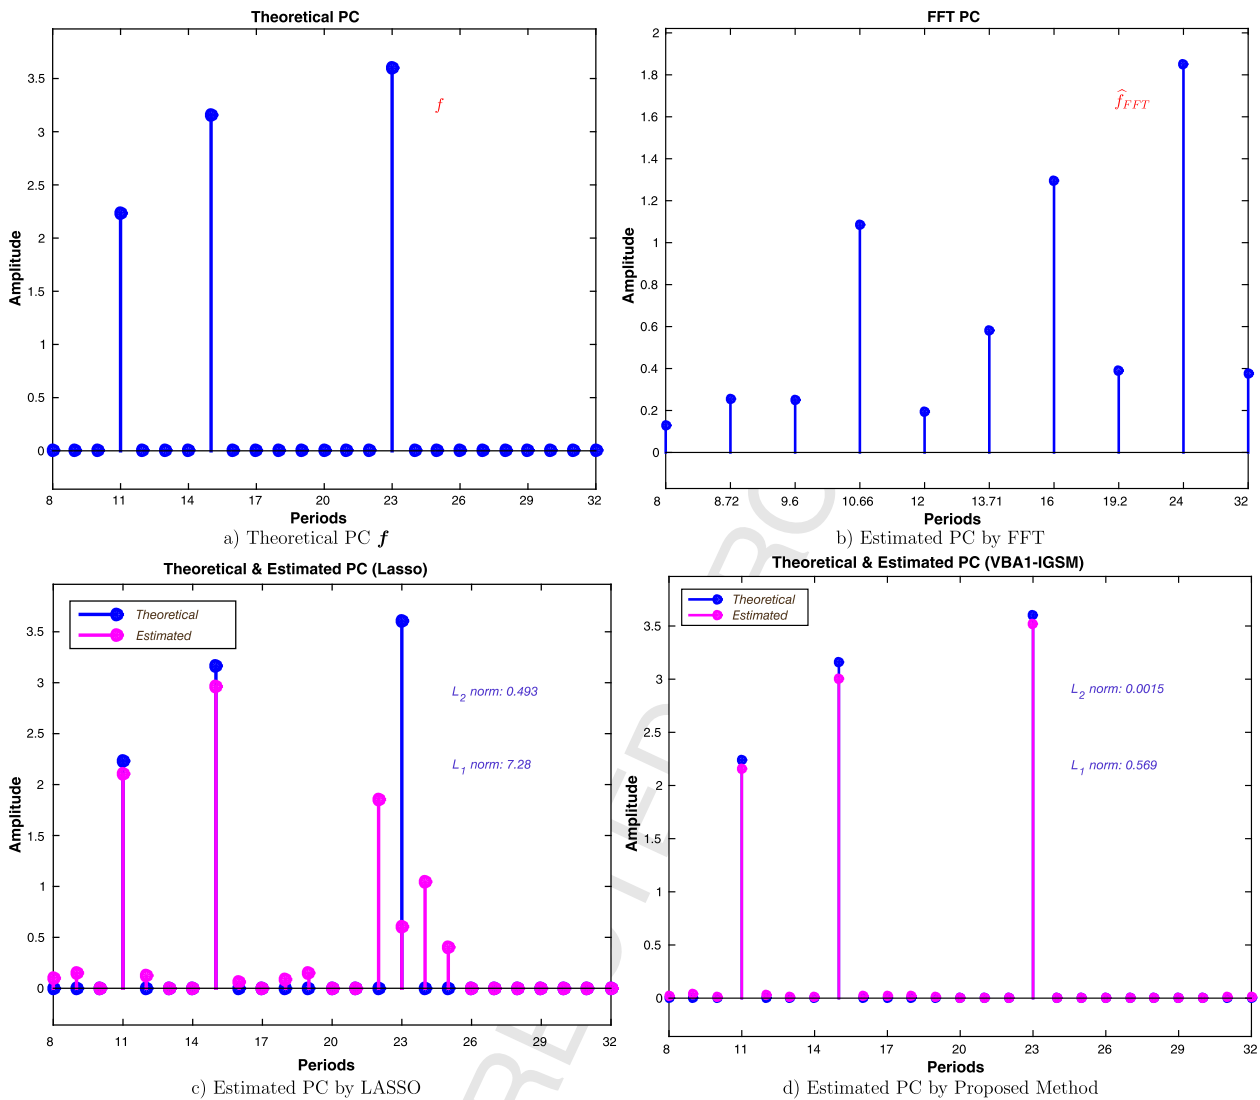 Theoretical PC
3.5
3
2.5
2
1.5
1
0.5
0
Amplitude
f
8 11 14 17 20 23 26 29 32
Periods
a) Theoretical PC f
FFT PC
2
1.8
1.6
1.4
1.2
1
0.8
0.6
0.4
0.2
0
Amplitude
f̂_FFT
8 8.72 9.6 10.66 12 13.71 16 19.2 24 32
Periods
b) Estimated PC by FFT
Theoretical & Estimated PC (Lasso)
Theoretical
Estimated
3.5
3
2.5
2
1.5
1
0.5
0
Amplitude
L2 norm: 0.493
L1 norm: 7.28
8 11 14 17 20 23 26 29 32
Periods
c) Estimated PC by LASSO
Theoretical & Estimated PC (VBA1-IGSM)
Theoretical
Estimated
3.5
3
2.5
2
1.5
1
0.5
0
Amplitude
L2 norm: 0.0015
L1 norm: 0.569
8 11 14 17 20 23 26 29 32
Periods
d) Estimated PC by Proposed Method